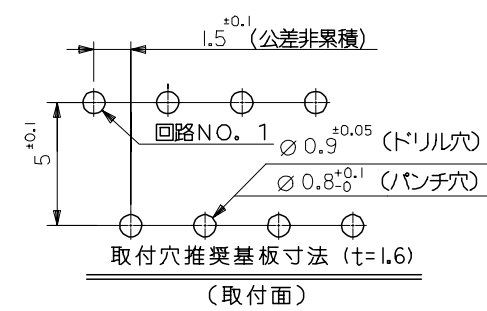 1.5±0.1 (公差非累積)
5±0.1
回路NO. 1
⌀0.9±0.05 (ドリル穴)
⌀0.8+0.1-0 (パンチ穴)
取付穴推奨基板寸法 (t=1.6)
(取付面)